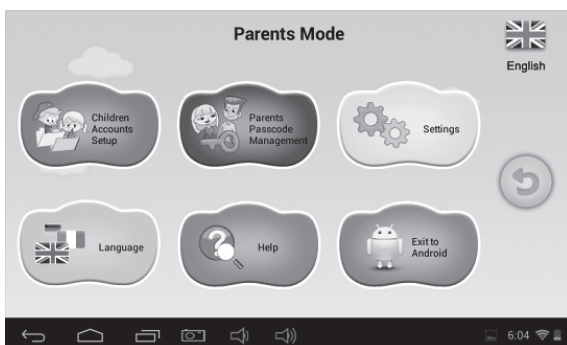 Parents Mode
English
Children
Accounts
Setup
Parents
Passcode
Management
Settings
Language
Help
Exit to
Android
6:04